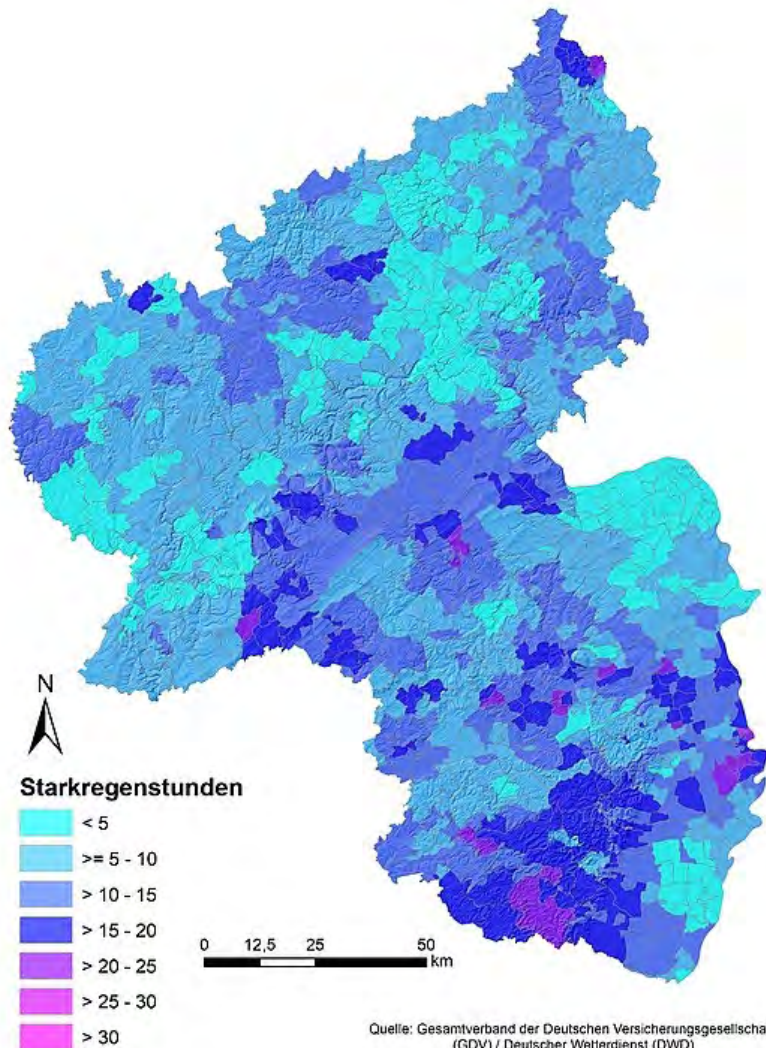 N
Starkregenstunden
< 5
>= 5 - 10
> 10 - 15
> 15 - 20
> 20 - 25
> 25 - 30
> 30
0 12,5 25 50
km
Quelle: Gesamtverband der Deutschen Versicherungsgesellscha
(GDV) / Deutscher Wetterdienst (DWD)